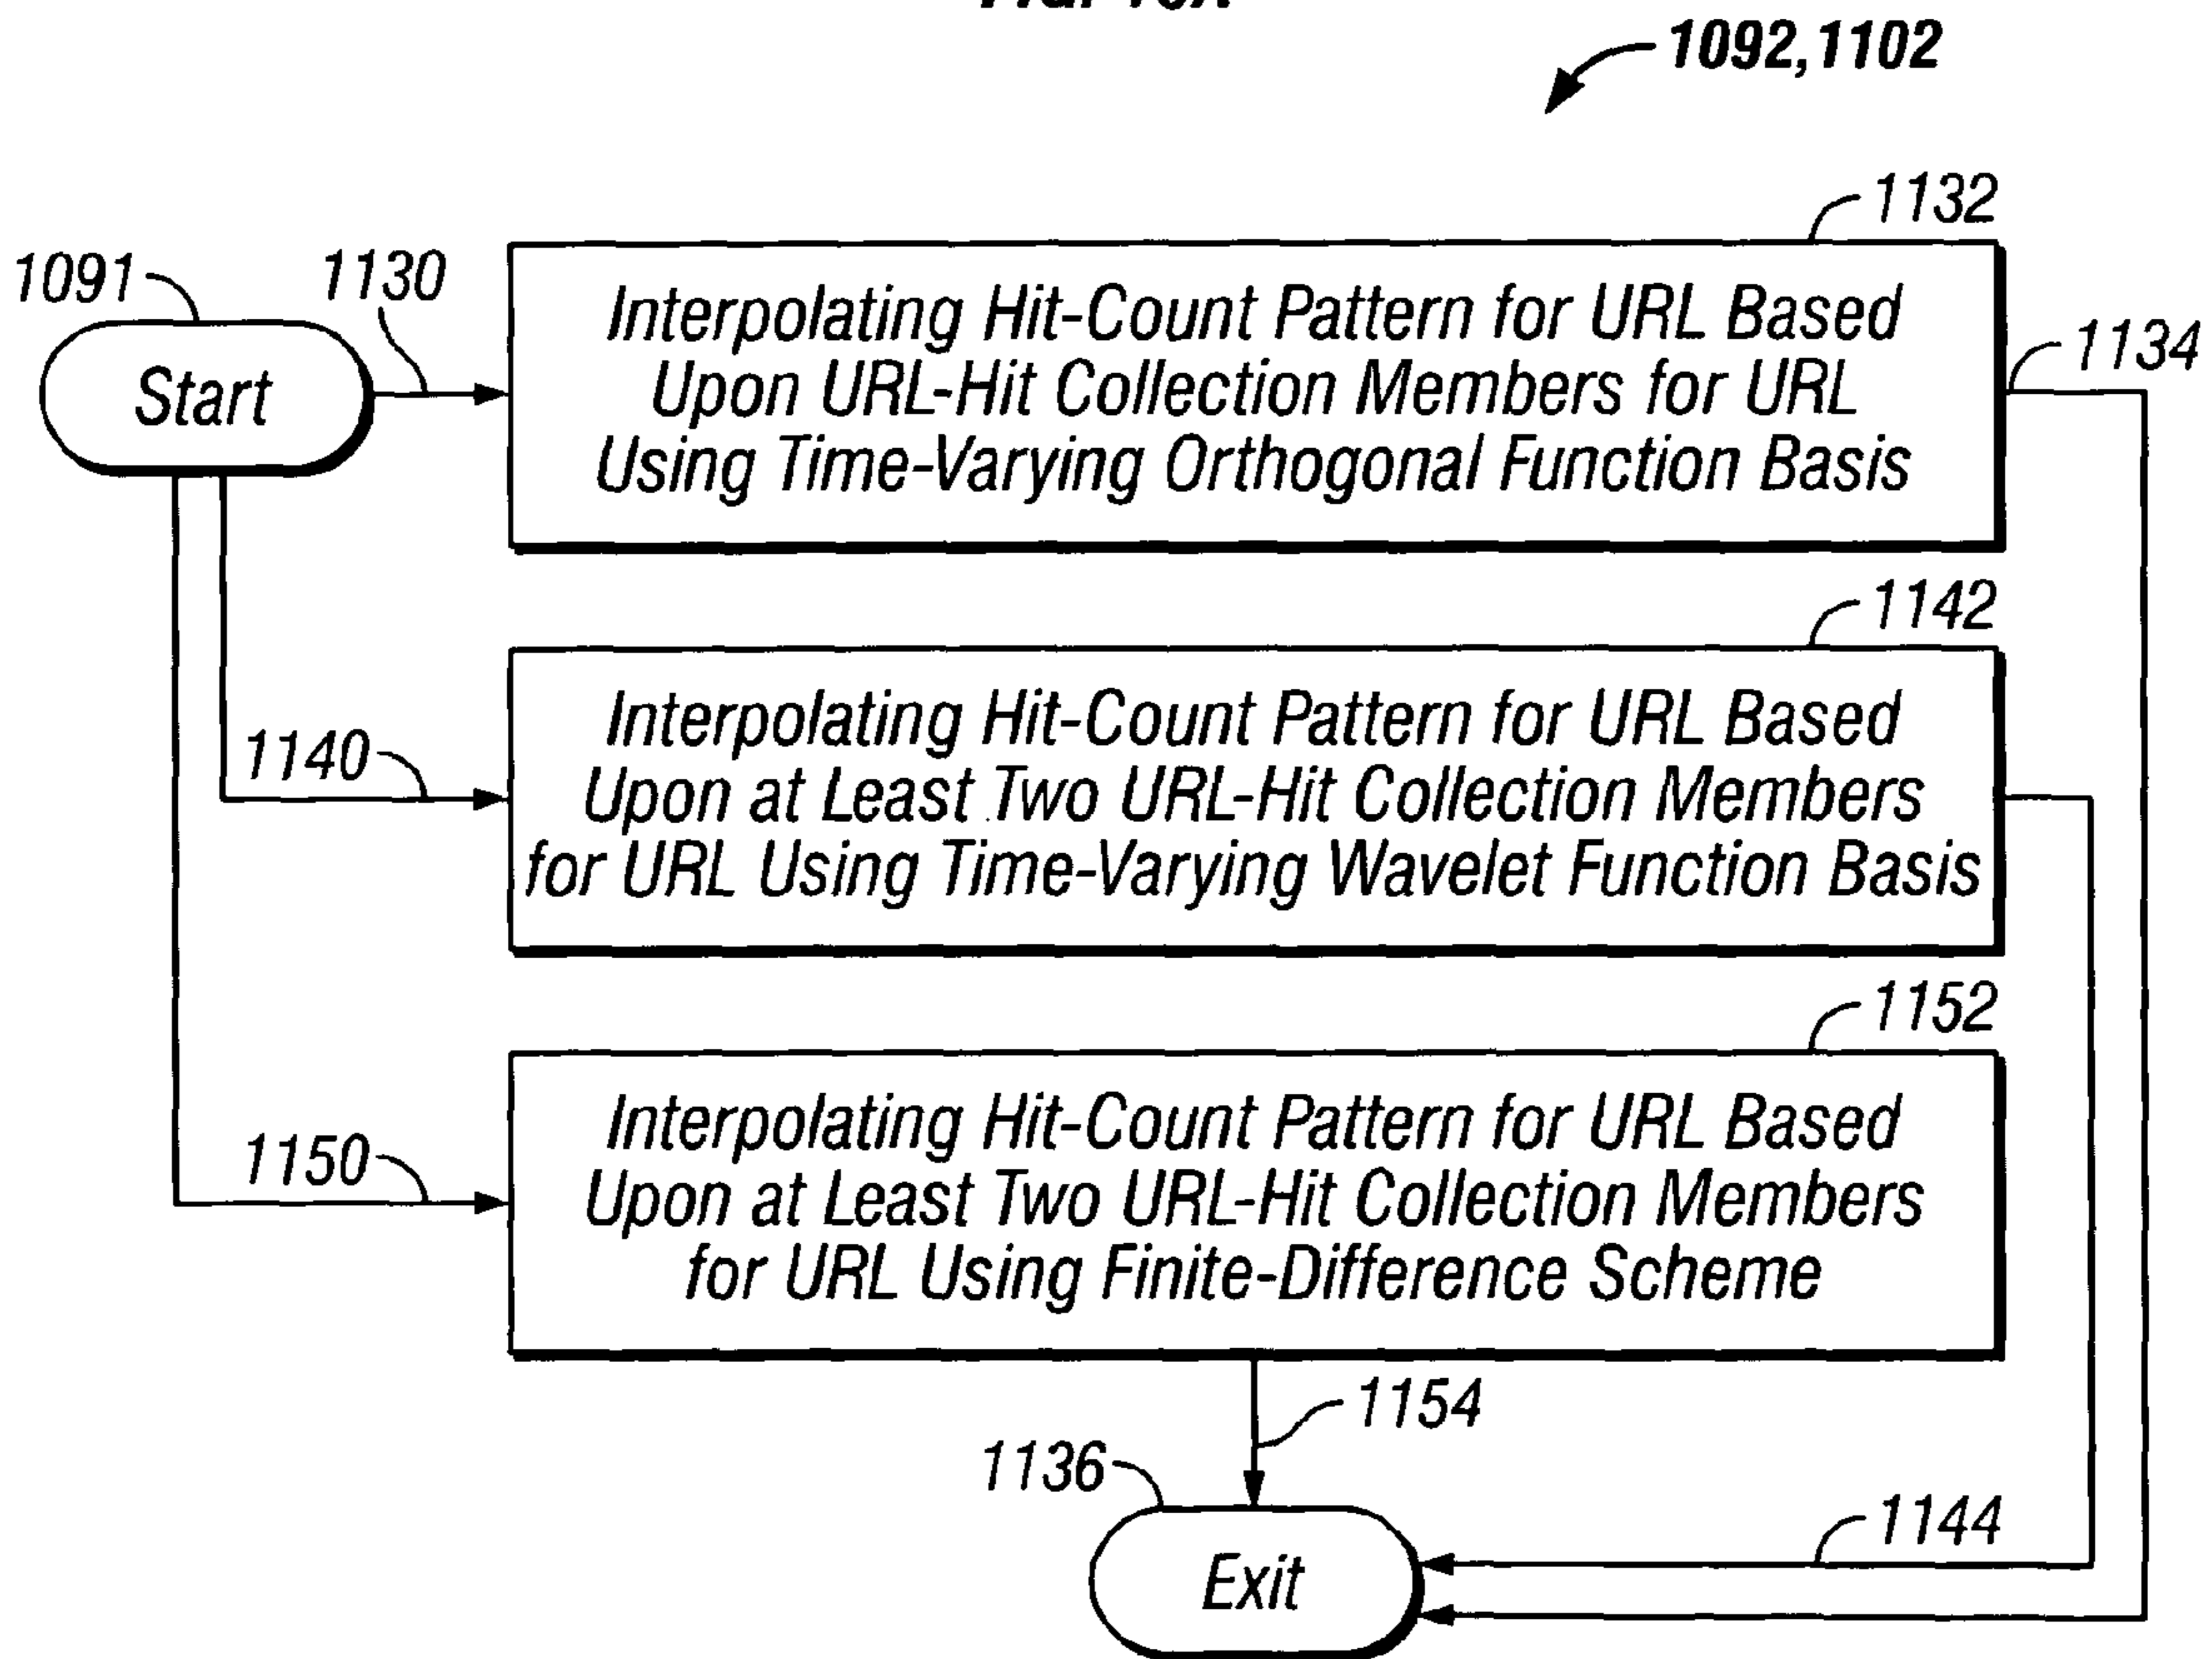 1092,1102
1132
1091
1130
Interpolating Hit-Count Pattern for URL Based
Upon URL-Hit Collection Members for URL
Using Time-Varying Orthogonal Function Basis
1134
Start
1142
Interpolating Hit-Count Pattern for URL Based
Upon at Least Two URL-Hit Collection Members
for URL Using Time-Varying Wavelet Function Basis
1140
1152
Interpolating Hit-Count Pattern for URL Based
Upon at Least Two URL-Hit Collection Members
for URL Using Finite-Difference Scheme
1150
1154
1136
1144
Exit